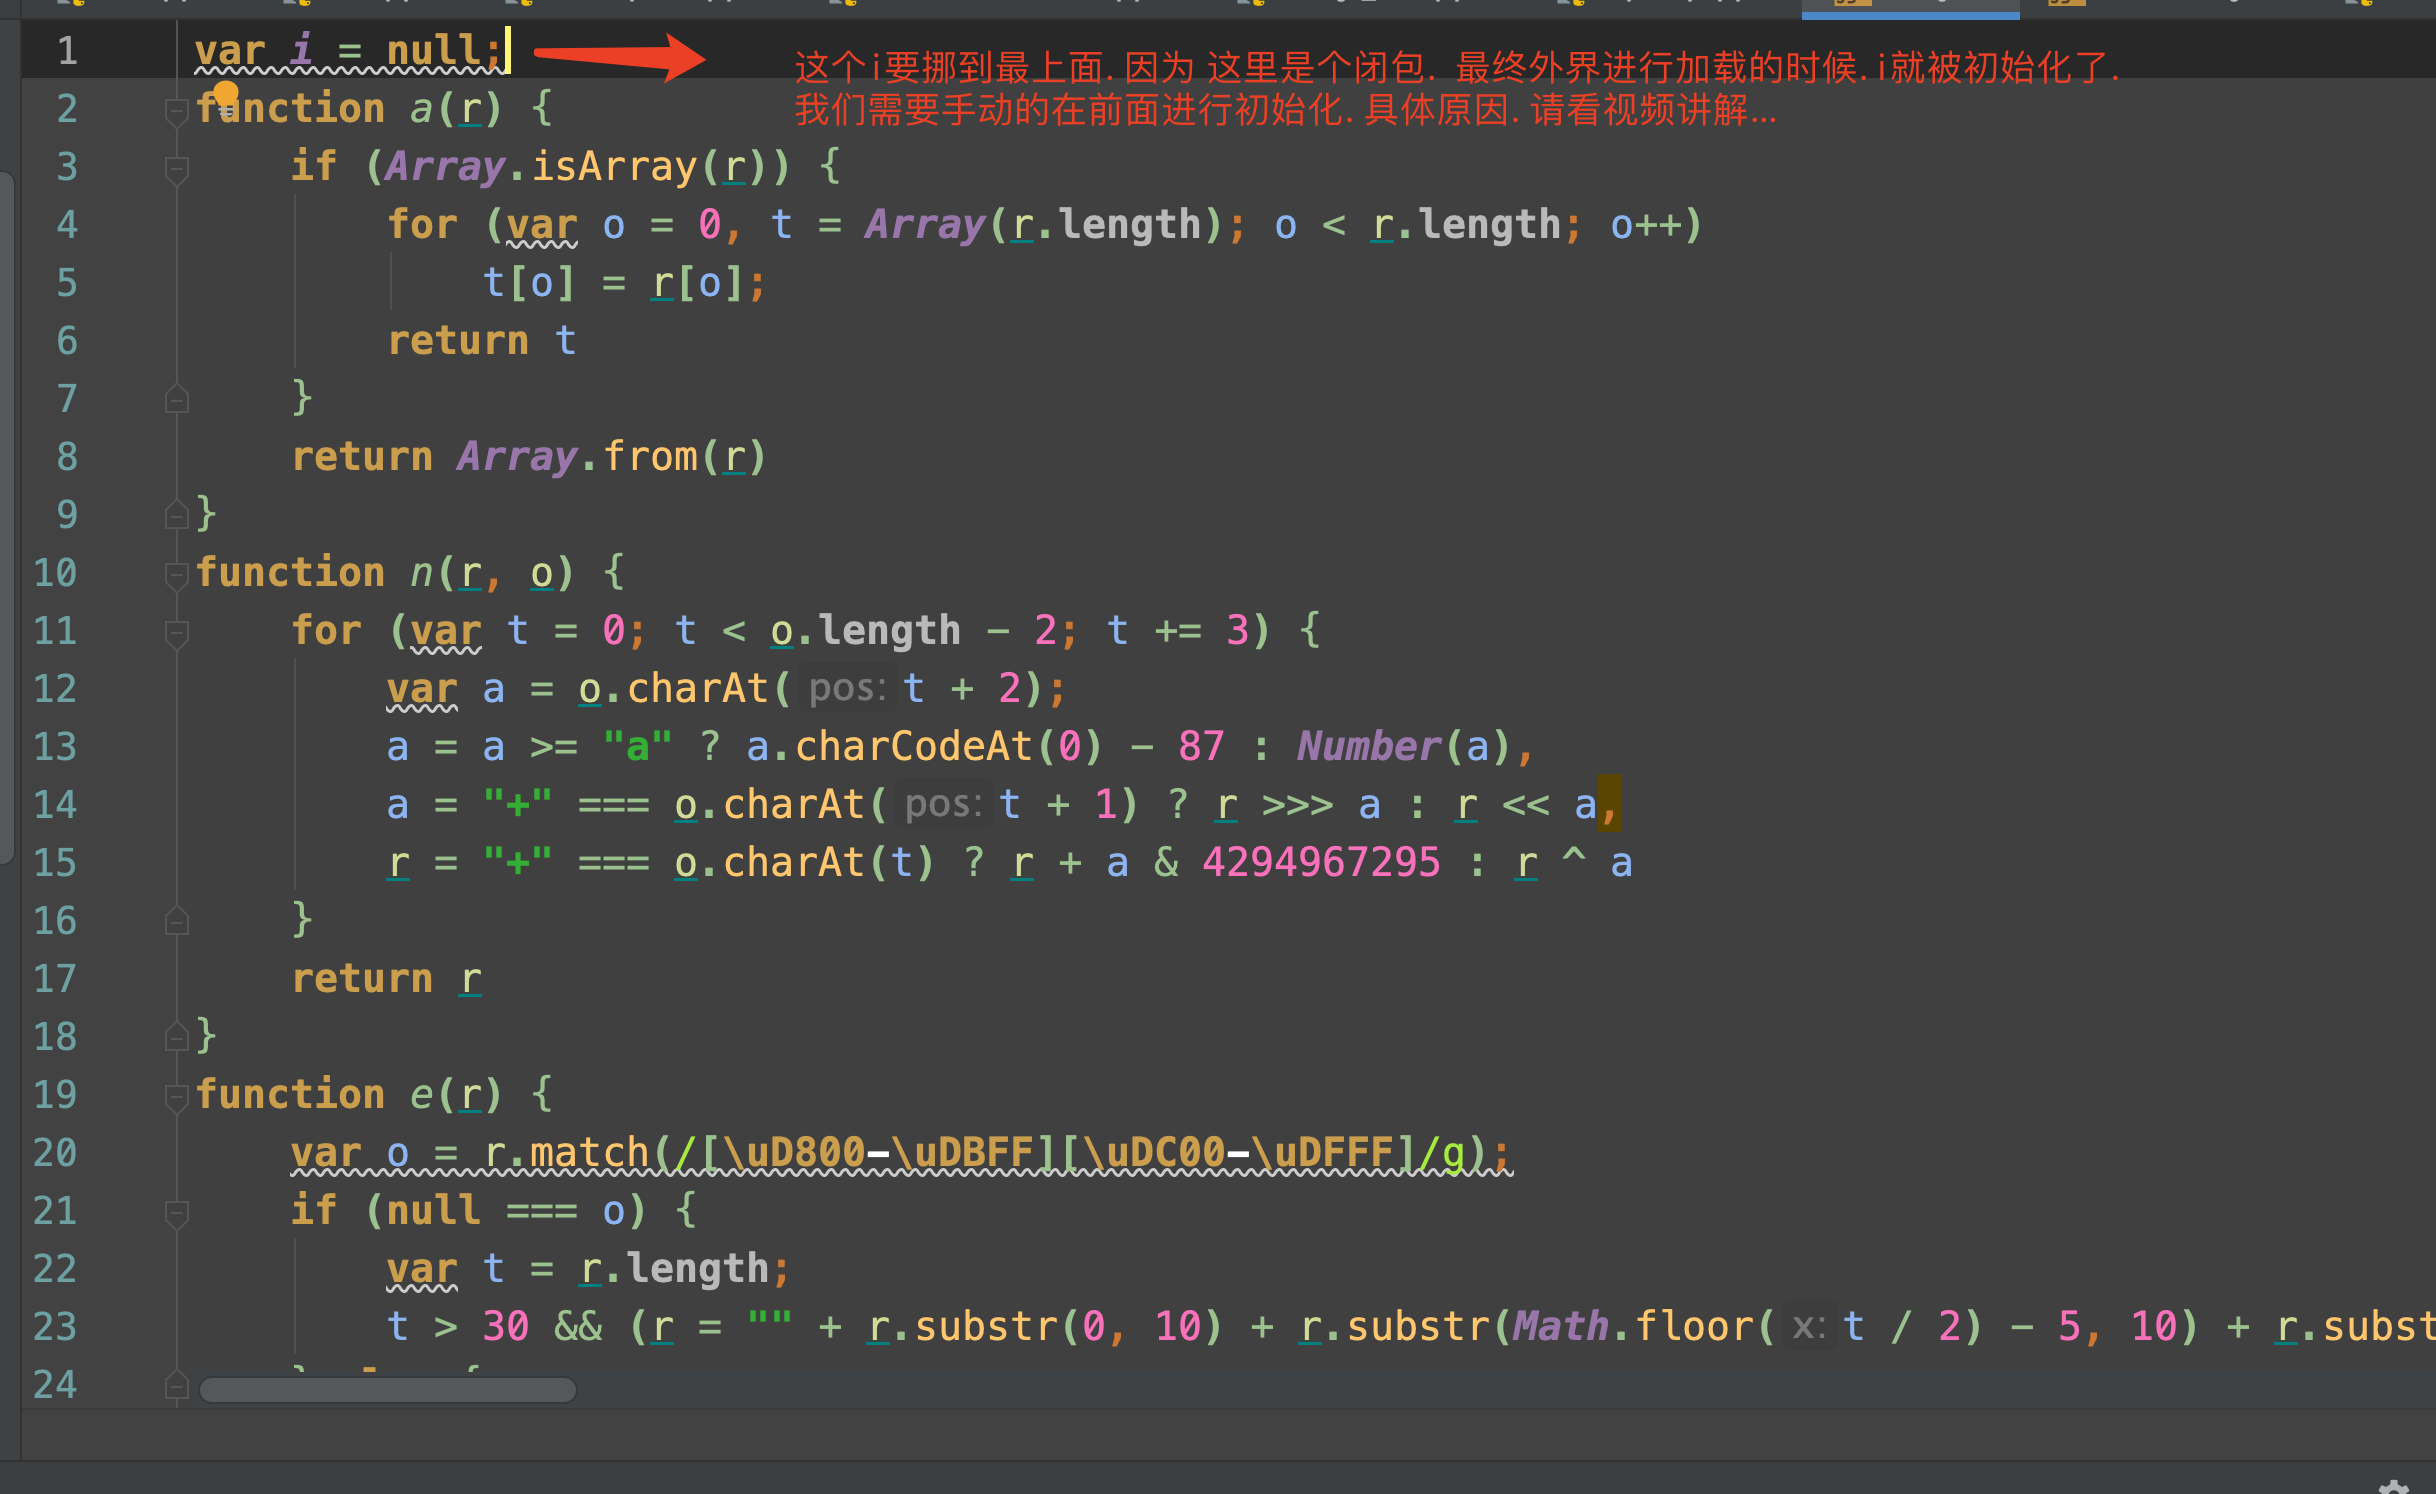 1 var i = null; 这个i要挪到最上面. 因为 这里是个闭包. 最终外界进行加载的时候. i就被初始化了.
我们需要手动的在前面进行初始化. 具体原因. 请看视频讲解...
2 function a(r) {
3 if (Array.isArray(r)) {
4 for (var o = 0, t = Array(r.length); o < r.length; o++)
5 t[o] = r[o];
6 return t
7 }
8 return Array.from(r)
9 }
10 function n(r, o) {
11 for (var t = 0; t < o.length - 2; t += 3) {
12 var a = o.charAt( pos: t + 2);
13 a = a >= "a" ? a.charCodeAt(0) - 87 : Number(a),
14 a = "+" === o.charAt( pos: t + 1) ? r >>> a : r << a,
15 r = "+" === o.charAt(t) ? r + a & 4294967295 : r ^ a
16 }
17 return r
18 }
19 function e(r) {
20 var o = r.match(/[\uD800-\uDBFF][\uDC00-\uDFFF]/g);
21 if (null === o) {
22 var t = r.length;
23 t > 30 && (r = "" + r.substr(0, 10) + r.substr(Math.floor( x: t / 2) - 5, 10) + r.subst
24